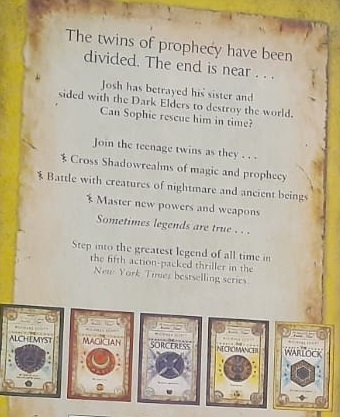 The twins of prophecy have been
divided. The end is near . . .
Josh has betrayed his sister and
sided with the Dark Elders to destroy the world.
Can Sophie rescue him in time?
Join the teenage twins as they . . .
Cross Shadowrealms of magic and prophecy
Battle with creatures of nightmare and ancient beings
Master new powers and weapons
Sometimes legends are true . . .
Step into the greatest legend of all time in
the fifth action-packed thriller in the
New York Times bestselling series.
ALCHEMYST
MAGICIAN
SORCERESS
NECROMANCER
WARLOCK